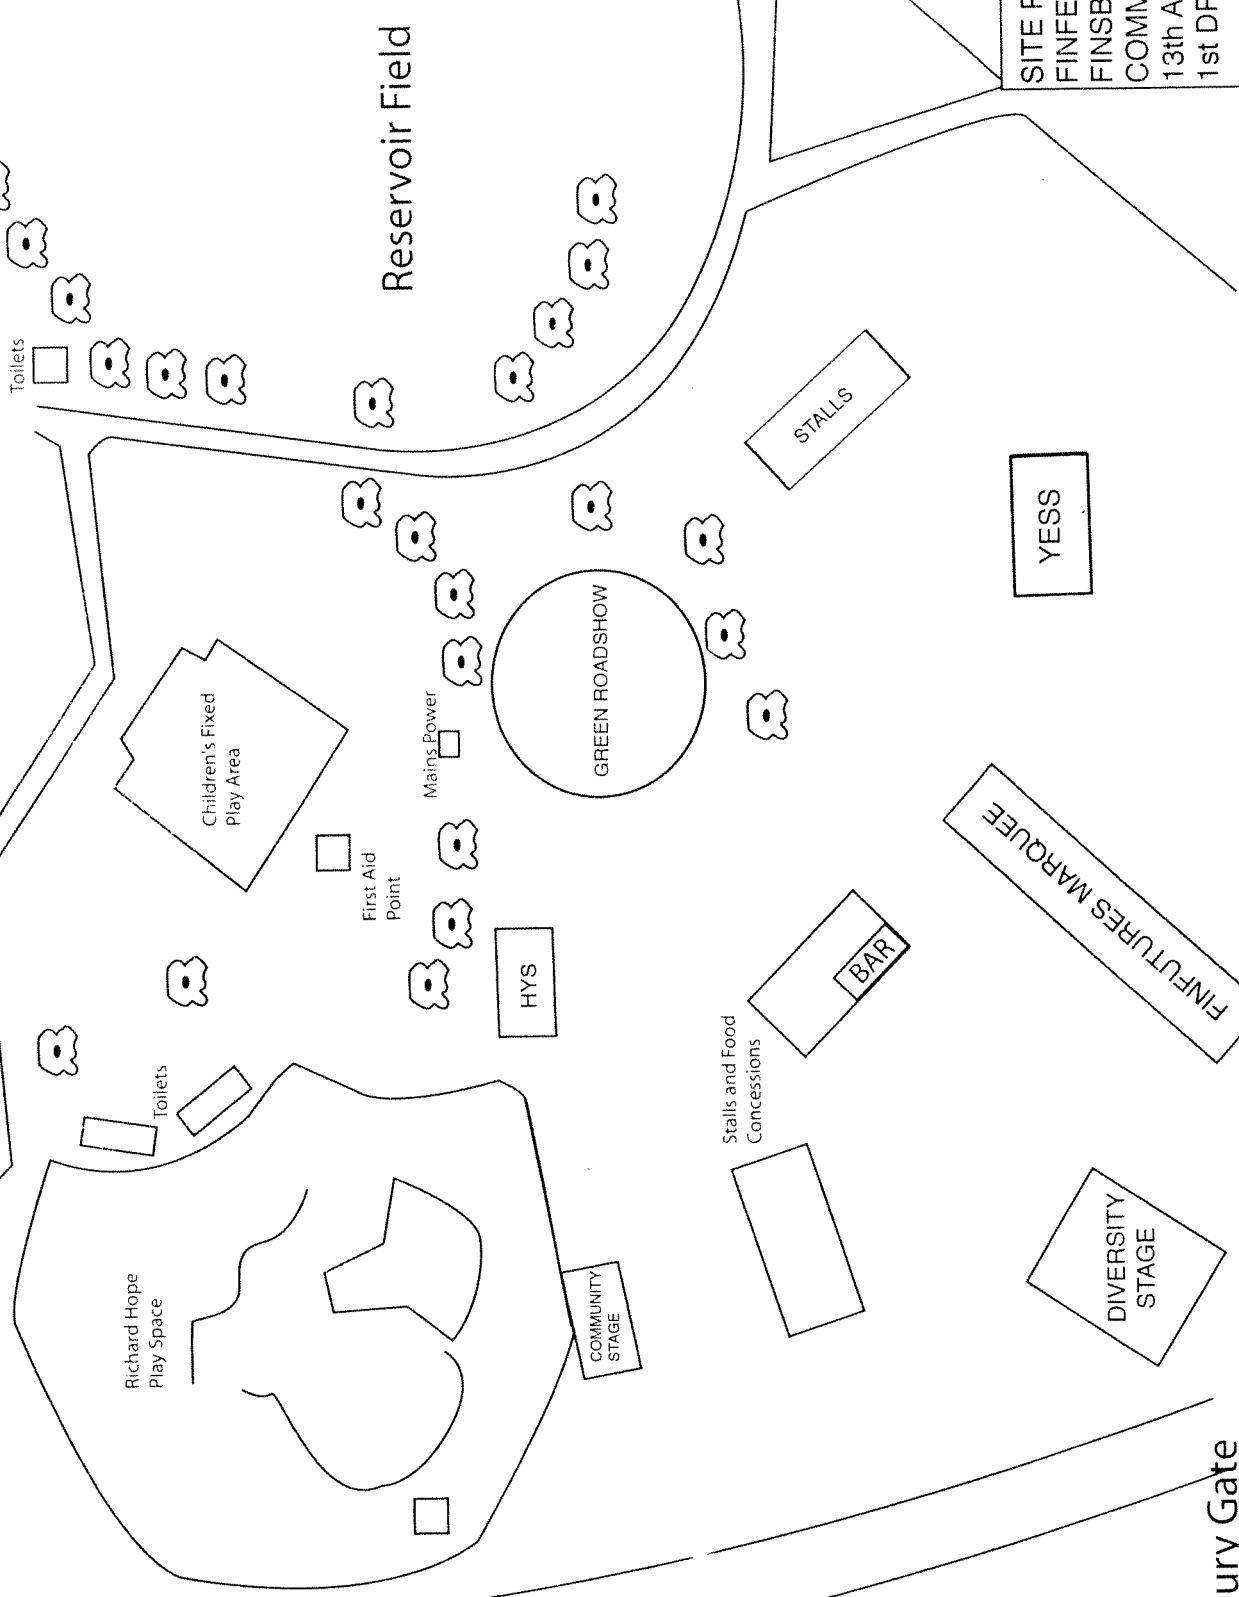 SITE P
FINFE
FINSB
COMM
13th A
1st DR
Reservoir Field
Toilets
STALLS
YESS
GREEN ROADSHOW
Mains Power
Children's Fixed
Play Area
First Aid
Point
HYS
FINFUTURES MARQUEE
BAR
Stalls and Food
Concessions
Toilets
Richard Hope
Play Space
COMMUNITY
STAGE
DIVERSITY
STAGE
ury Gate